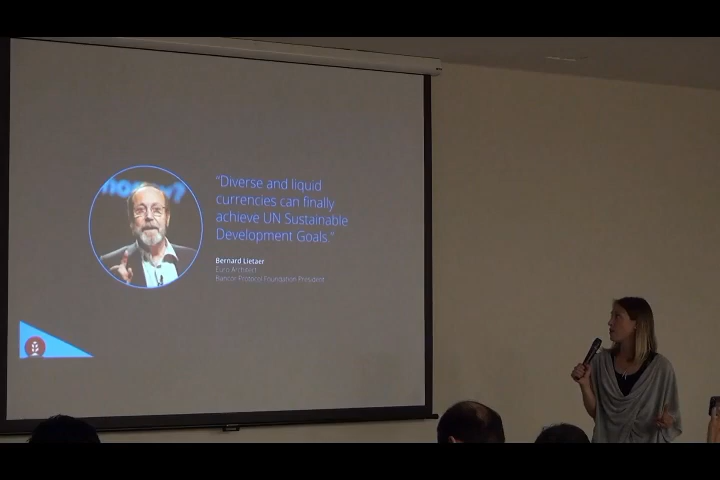 money?
"Diverse and liquid
currencies can finally
achieve UN Sustainable
Development Goals."
Bernard Lietaer
Euro Architect
Bancor Protocol Foundation President